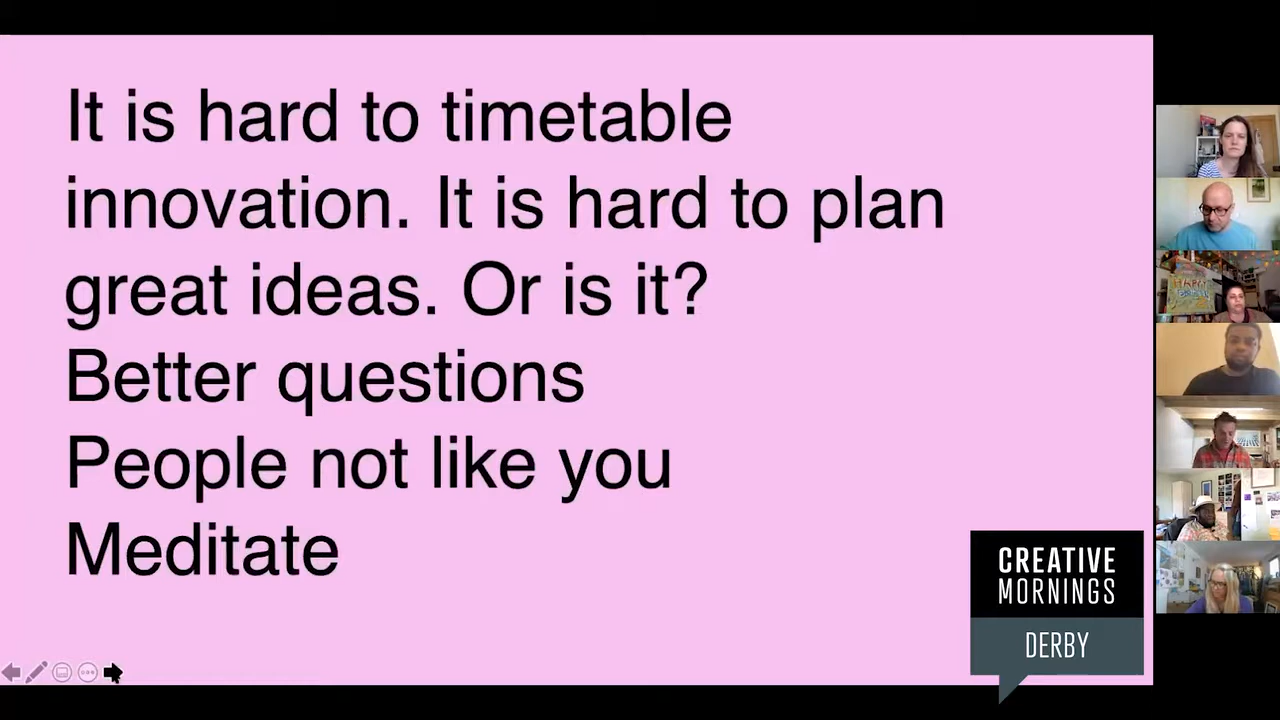 It is hard to timetable
innovation. It is hard to plan
great ideas. Or is it?
Better questions
People not like you
Meditate
CREATIVE
MORNINGS
DERBY